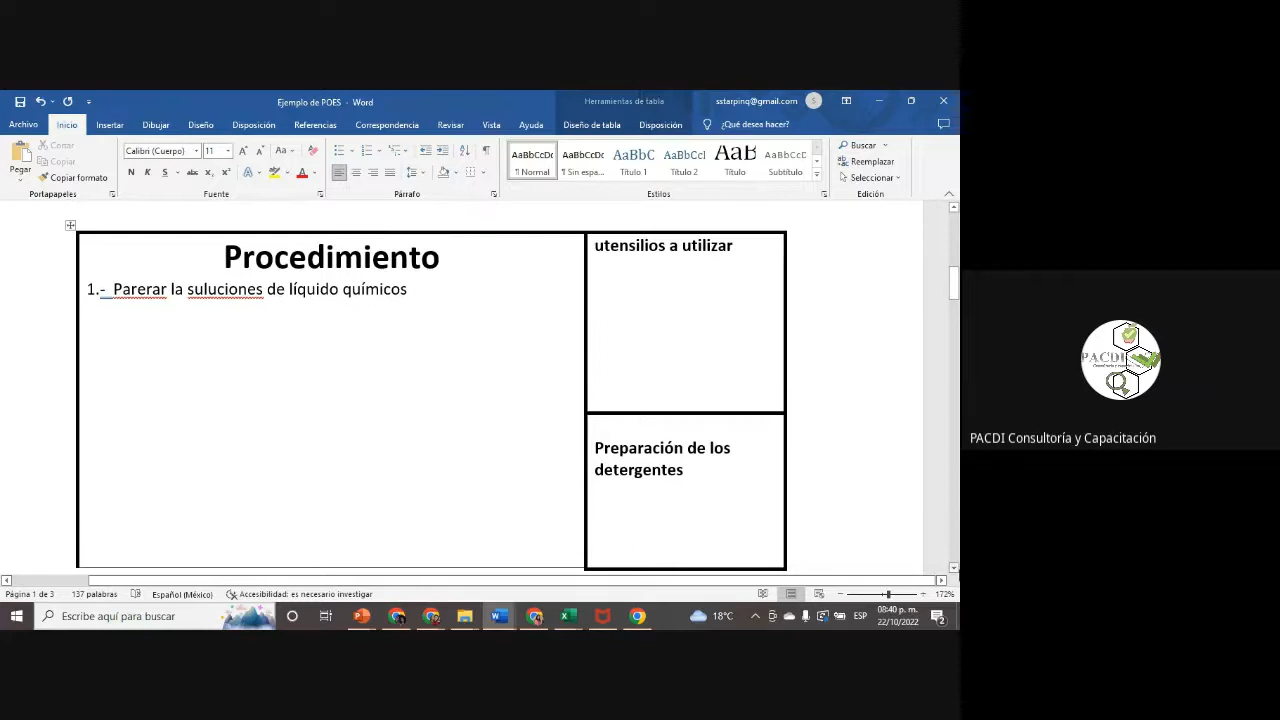 Ejemplo de POES - Word
Herramientas de tabla
sstarpinq@gmail.com
S
Archivo Inicio Insertar Dibujar Diseño Disposición Referencias Correspondencia Revisar Vista Ayuda Diseño de tabla Disposición ¿Qué desea hacer?
Pegar
Cortar
Copiar
Copiar formato
Portapapeles
Calibri (Cuerpo) 11
Fuente
Párrafo
AaBbCcDc AaBbCcDc AaBbC AaBbCcI AaB AaBbCcD
¶ Normal ¶ Sin espa... Título 1 Título 2 Título Subtítulo
Estilos
Buscar
Reemplazar
Seleccionar
Edición
Procedimiento
1.- Parerar la suluciones de líquido químicos
utensilios a utilizar
Preparación de los
detergentes
Página 1 de 3 137 palabras Español (México) Accesibilidad: es necesario investigar 172%
Escribe aquí para buscar
18°C
ESP
08:40 p. m.
22/10/2022
2
PACDI
PACDI Consultoría y Capacitación